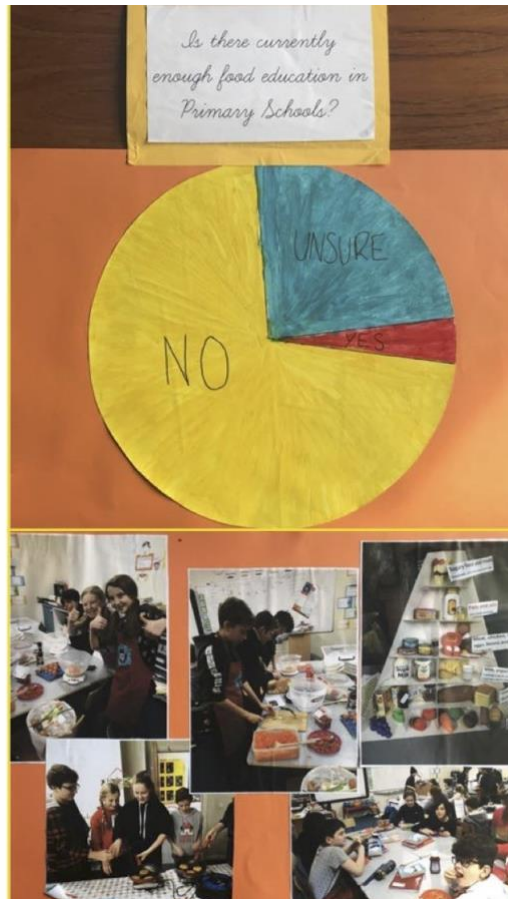 Is there currently
enough food education in
Primary Schools?
UNSURE
YES
NO